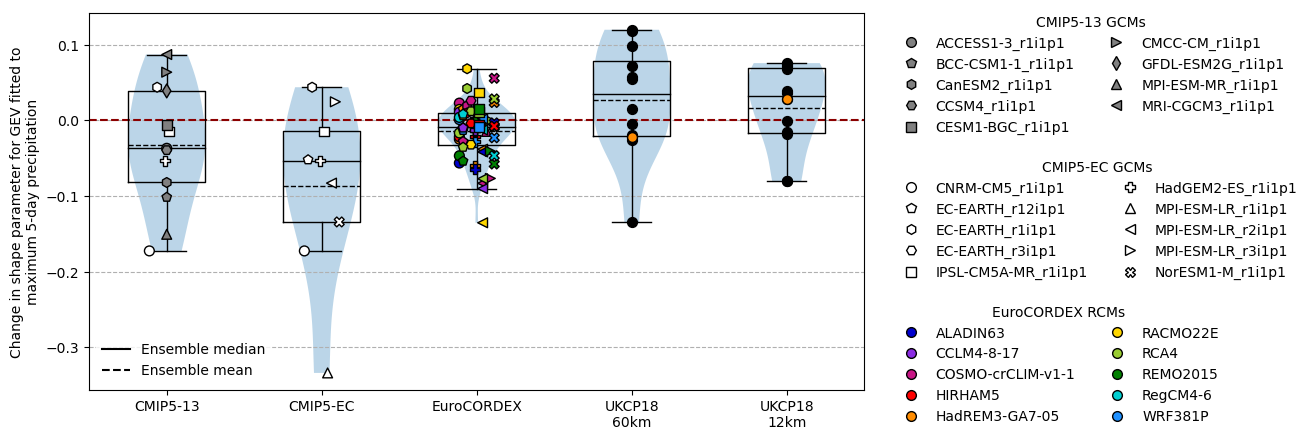 Change in shape parameter for GEV fitted to
maximum 5-day precipitation
0.1
0.0
−0.1
−0.2
−0.3
Ensemble median
Ensemble mean
CMIP5-13
CMIP5-EC
EuroCORDEX
UKCP18
60km
UKCP18
12km
CMIP5-13 GCMs
ACCESS1-3_r1i1p1
BCC-CSM1-1_r1i1p1
CanESM2_r1i1p1
CCSM4_r1i1p1
CESM1-BGC_r1i1p1
CMCC-CM_r1i1p1
GFDL-ESM2G_r1i1p1
MPI-ESM-MR_r1i1p1
MRI-CGCM3_r1i1p1
CMIP5-EC GCMs
CNRM-CM5_r1i1p1
EC-EARTH_r12i1p1
EC-EARTH_r1i1p1
EC-EARTH_r3i1p1
IPSL-CM5A-MR_r1i1p1
HadGEM2-ES_r1i1p1
MPI-ESM-LR_r1i1p1
MPI-ESM-LR_r2i1p1
MPI-ESM-LR_r3i1p1
NorESM1-M_r1i1p1
EuroCORDEX RCMs
ALADIN63
CCLM4-8-17
COSMO-crCLIM-v1-1
HIRHAM5
HadREM3-GA7-05
RACMO22E
RCA4
REMO2015
RegCM4-6
WRF381P